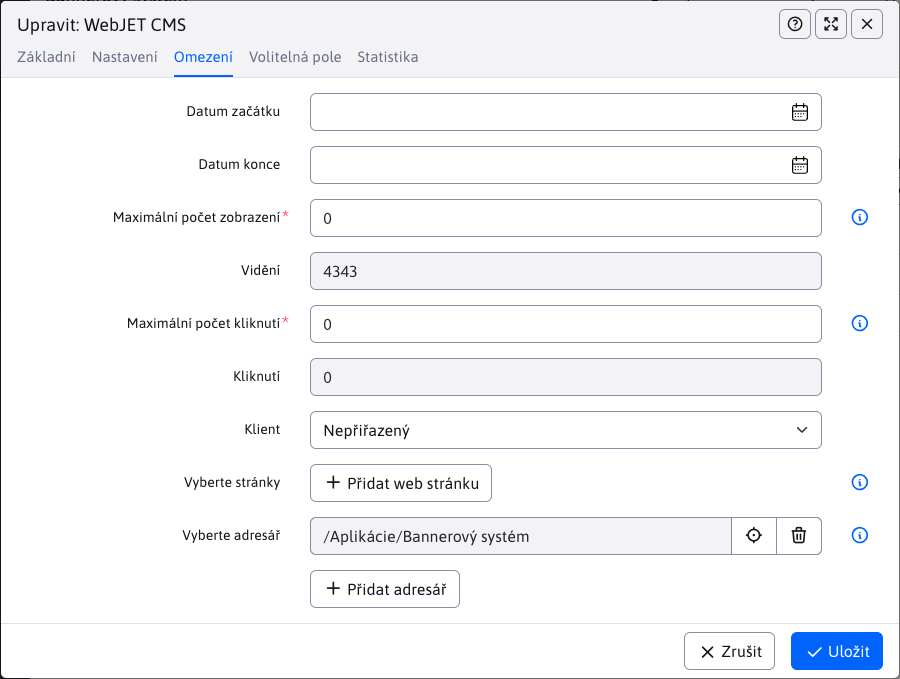 Upravit: WebJET CMS
Základní Nastavení Omezení Volitelná pole Statistika
Datum začátku
Datum konce
Maximální počet zobrazení* 0
Vidění 4343
Maximální počet kliknutí* 0
Kliknutí 0
Klient Nepřiřazený
Vyberte stránky Přidat web stránku
Vyberte adresář /Aplikácie/Bannerový systém
Přidat adresář
Zrušit Uložit